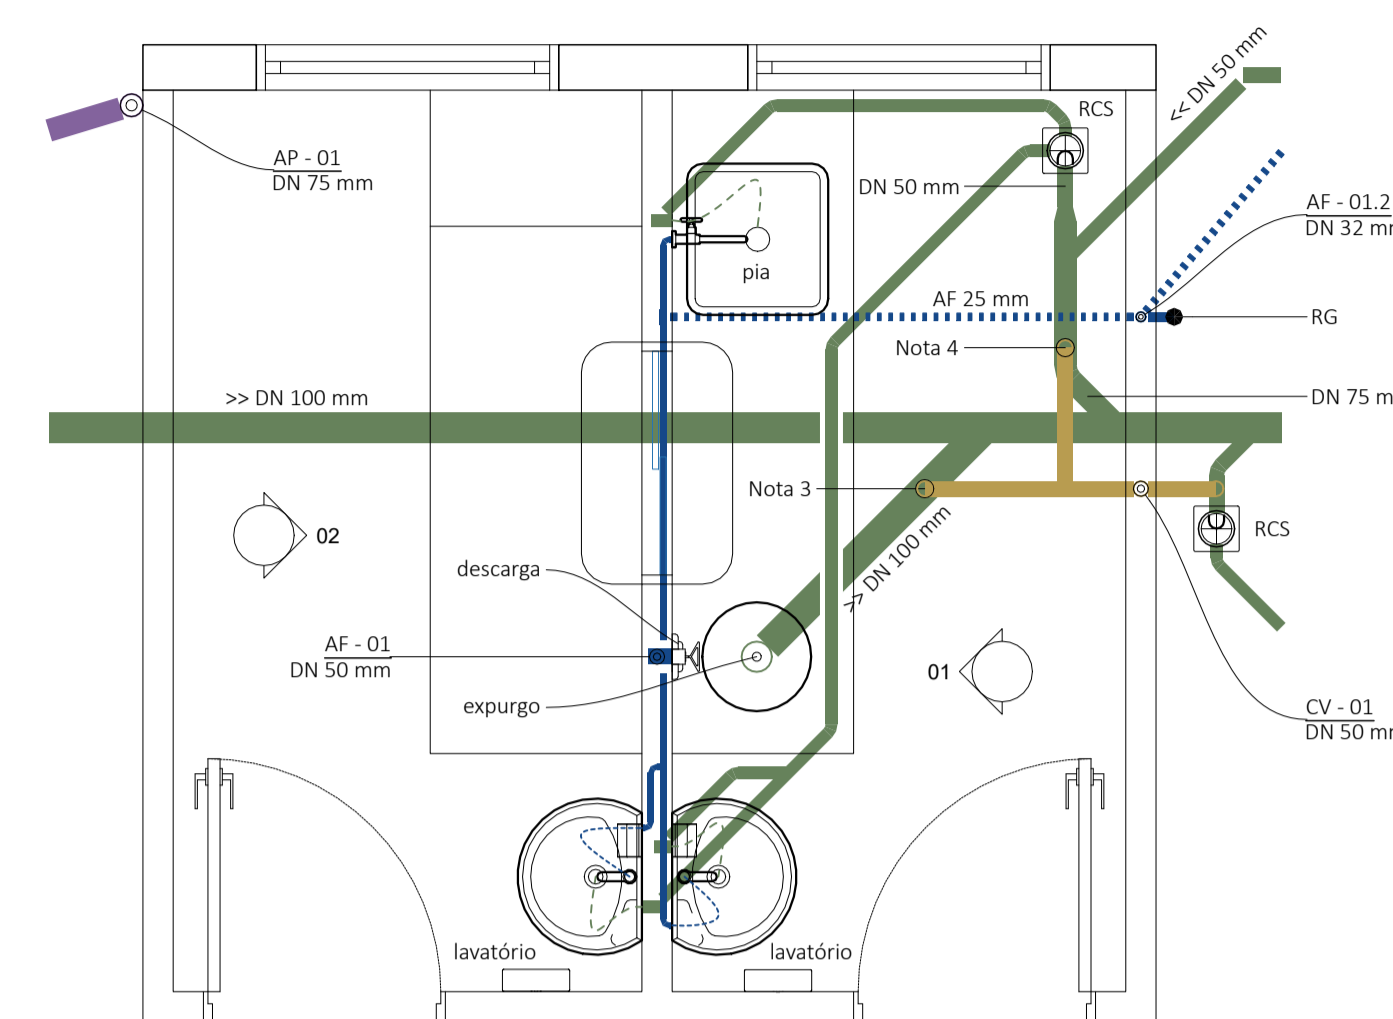 << DN 50 mm
RCS
AP - 01
DN 75 mm
DN 50 mm
AF - 01.2
DN 32 mm
pia
AF 25 mm
RG
Nota 4
>> DN 100 mm
DN 75 m
Nota 3
RCS
02
>> DN 100 mm
descarga
AF - 01
DN 50 mm
01
expurgo
CV - 01
DN 50 mm
lavatório
lavatório